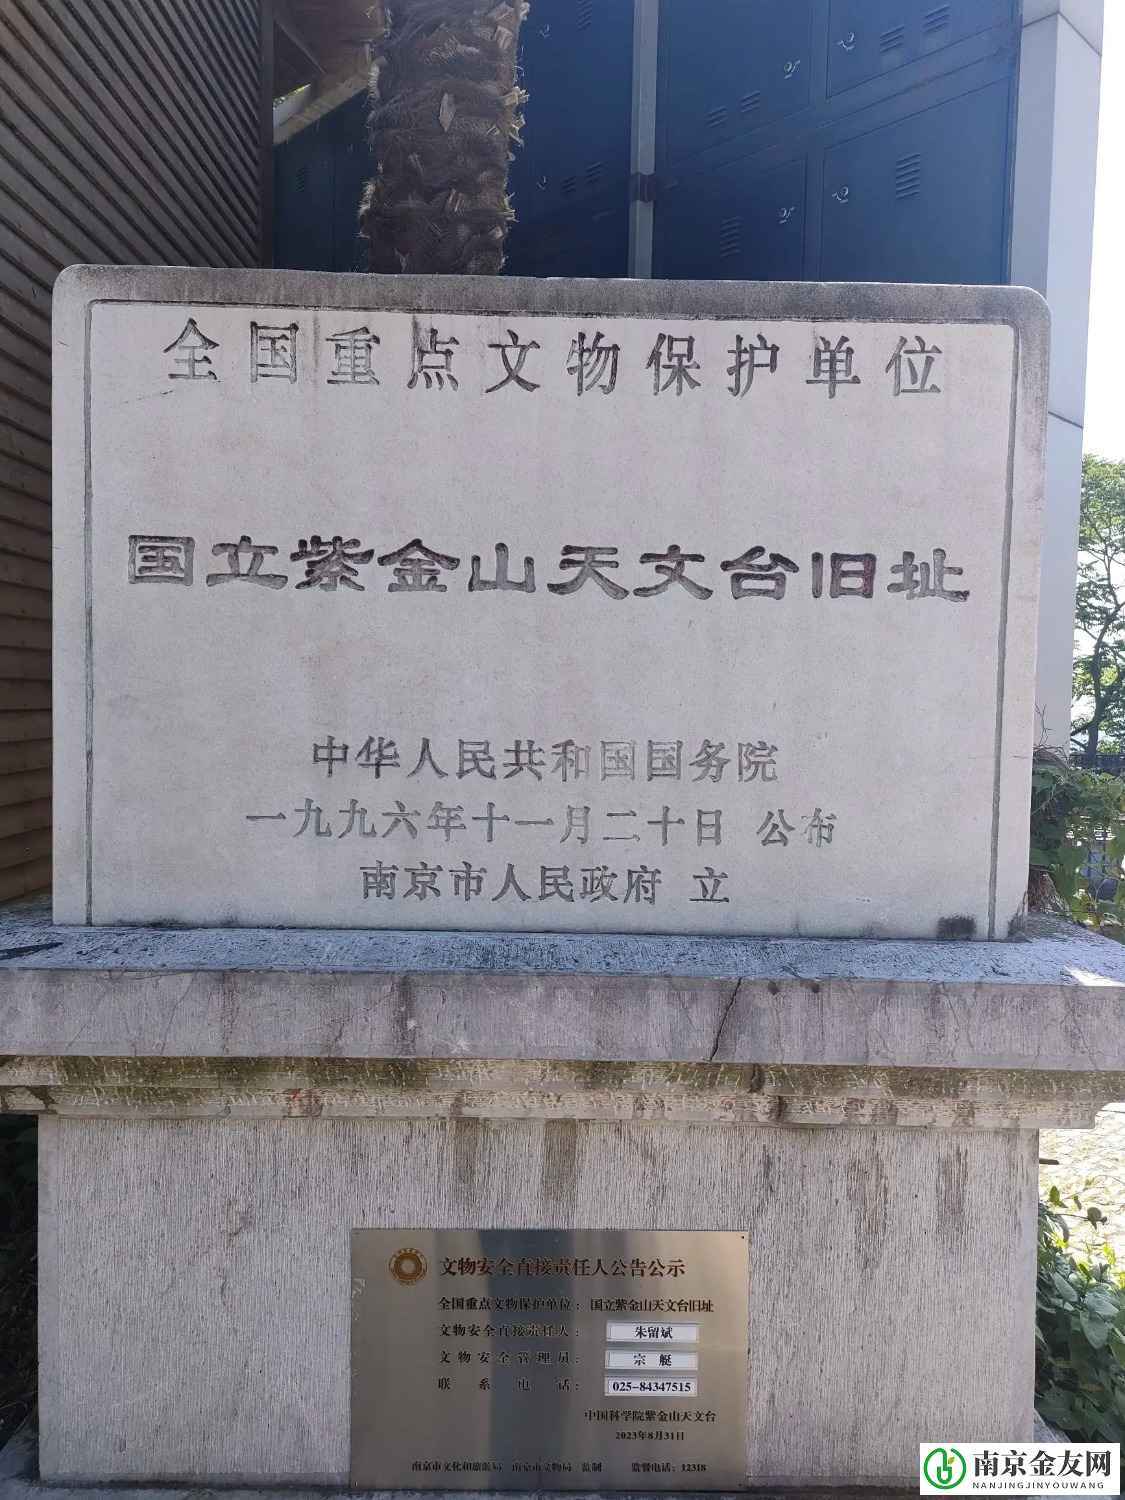 全国重点文物保护单位
国立紫金山天文台旧址
中华人民共和国国务院
一九九六年十一月二十日 公布
南京市人民政府 立
文物安全直接责任人公告公示
全国重点文物保护单位：国立紫金山天文台旧址
文物安全直接责任人：朱留斌
文物安全管理员：宗艇
联系电话：025-84347515
中国科学院紫金山天文台
2023年8月31日
南京市文化和旅游局 南京市文物局 监制 监督电话：12318
南京金友网
NANJINGJINYOUWANG